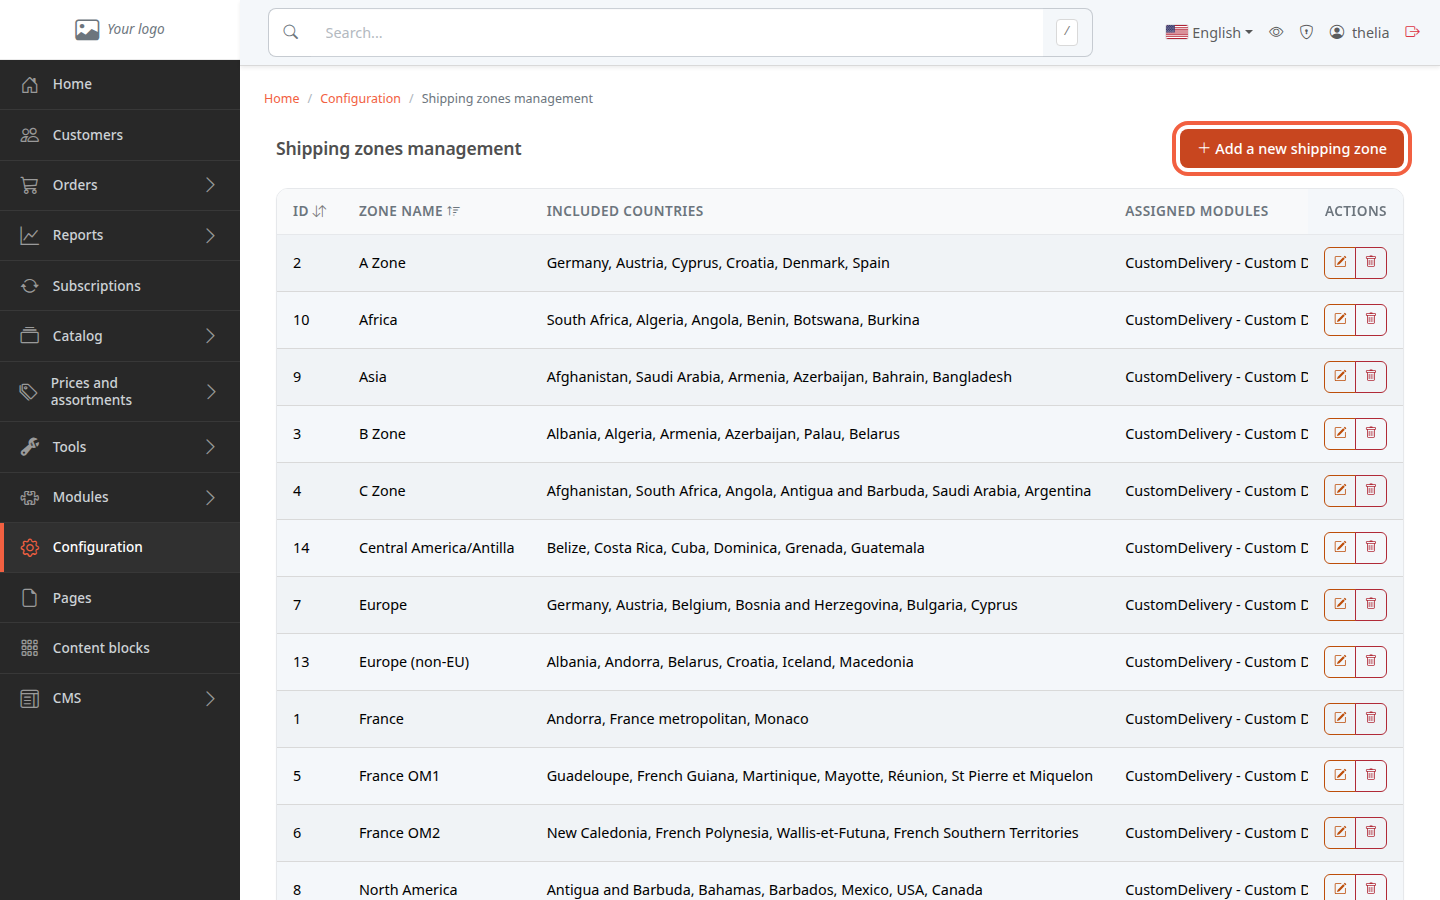 Your logo
Search...
/
English
thelia
Home
Customers
Orders
Reports
Subscriptions
Catalog
Prices and
assortments
Tools
Modules
Configuration
Pages
Content blocks
CMS
Home / Configuration / Shipping zones management
Shipping zones management
+ Add a new shipping zone
ID ZONE NAME INCLUDED COUNTRIES ASSIGNED MODULES ACTIONS
2 A Zone Germany, Austria, Cyprus, Croatia, Denmark, Spain CustomDelivery - Custom D
10 Africa South Africa, Algeria, Angola, Benin, Botswana, Burkina CustomDelivery - Custom D
9 Asia Afghanistan, Saudi Arabia, Armenia, Azerbaijan, Bahrain, Bangladesh CustomDelivery - Custom D
3 B Zone Albania, Algeria, Armenia, Azerbaijan, Palau, Belarus CustomDelivery - Custom D
4 C Zone Afghanistan, South Africa, Angola, Antigua and Barbuda, Saudi Arabia, Argentina CustomDelivery - Custom D
14 Central America/Antilla Belize, Costa Rica, Cuba, Dominica, Grenada, Guatemala CustomDelivery - Custom D
7 Europe Germany, Austria, Belgium, Bosnia and Herzegovina, Bulgaria, Cyprus CustomDelivery - Custom D
13 Europe (non-EU) Albania, Andorra, Belarus, Croatia, Iceland, Macedonia CustomDelivery - Custom D
1 France Andorra, France metropolitan, Monaco CustomDelivery - Custom D
5 France OM1 Guadeloupe, French Guiana, Martinique, Mayotte, Réunion, St Pierre et Miquelon CustomDelivery - Custom D
6 France OM2 New Caledonia, French Polynesia, Wallis-et-Futuna, French Southern Territories CustomDelivery - Custom D
8 North America Antigua and Barbuda, Bahamas, Barbados, Mexico, USA, Canada CustomDelivery - Custom D